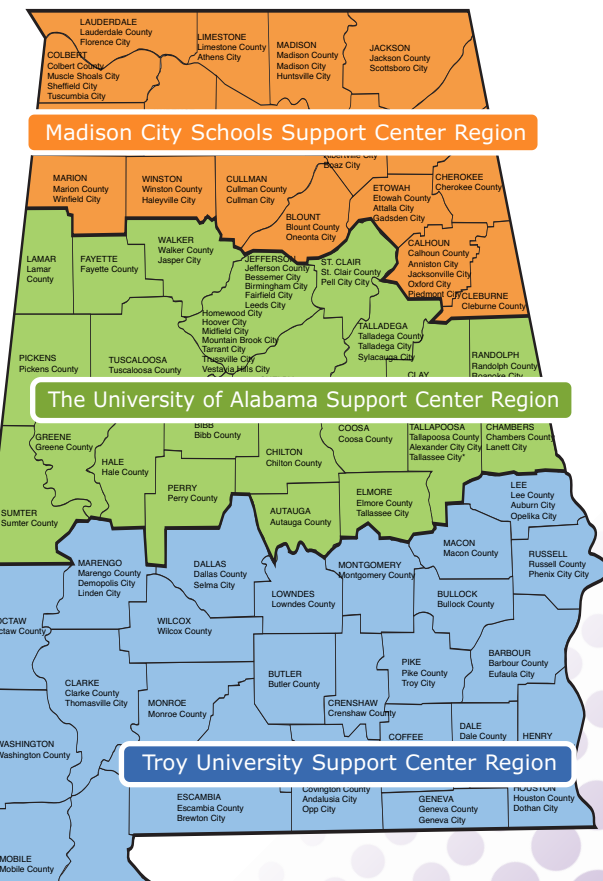 LAUDERDALE
Lauderdale County
Florence City
COLBERT
Colbert County
Muscle Shoals City
Sheffield City
Tuscumbia City
LIMESTONE
Limestone County
Athens City
MADISON
Madison County
Madison City
Huntsville City
JACKSON
Jackson County
Scottsboro City
Madison City Schools Support Center Region
Boaz City
MARION
Marion County
Winfield City
WINSTON
Winston County
Haleyville City
CULLMAN
Cullman County
Cullman City
BLOUNT
Blount County
Oneonta City
ETOWAH
Etowah County
Attalla City
Gadsden City
CHEROKEE
Cherokee County
CALHOUN
Calhoun County
Anniston City
Jacksonville City
Oxford City
Piedmont City
CLEBURNE
Cleburne County
LAMAR
Lamar
County
FAYETTE
Fayette County
WALKER
Walker County
Jasper City
JEFFERSON
Jefferson County
Bessemer City
Birmingham City
Fairfield City
Leeds City
Homewood City
Hoover City
Midfield City
Mountain Brook City
Tarrant City
Trussville City
Vestavia Hills City
ST. CLAIR
St. Clair County
Pell City City
TALLADEGA
Talladega County
Talladega City
Sylacauga City
CLAY
RANDOLPH
Randolph County
Roanoke City
PICKENS
Pickens County
TUSCALOOSA
Tuscaloosa County
The University of Alabama Support Center Region
GREENE
Greene County
HALE
Hale County
BIBB
Bibb County
PERRY
Perry County
CHILTON
Chilton County
COOSA
Coosa County
TALLAPOOSA
Tallapoosa County
Alexander City City
Tallassee City*
CHAMBERS
Chambers County
Lanett City
SUMTER
Sumter County
AUTAUGA
Autauga County
ELMORE
Elmore County
Tallassee City
LEE
Lee County
Auburn City
Opelika City
MARENGO
Marengo County
Demopolis City
Linden City
DALLAS
Dallas County
Selma City
LOWNDES
Lowndes County
MONTGOMERY
Montgomery County
MACON
Macon County
RUSSELL
Russell County
Phenix City City
BULLOCK
Bullock County
OCTAW
ctaw County
WILCOX
Wilcox County
CLARKE
Clarke County
Thomasville City
MONROE
Monroe County
BUTLER
Butler County
CRENSHAW
Crenshaw County
PIKE
Pike County
Troy City
BARBOUR
Barbour County
Eufaula City
COFFEE
DALE
Dale County
HENRY
WASHINGTON
Washington County
Troy University Support Center Region
ESCAMBIA
Escambia County
Brewton City
Covington County
Andalusia City
Opp City
GENEVA
Geneva County
Geneva City
HOUSTON
Houston County
Dothan City
MOBILE
Mobile County